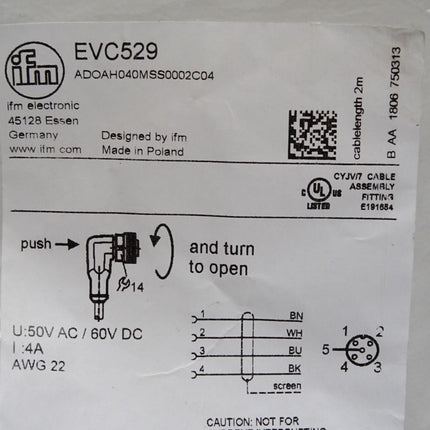 ifm
EVC529
ADOAH040MSS0002C04
ifm electronic
45128 Essen
Germany
www.ifm.com
Designed by ifm
Made in Poland
cablelength 2m
B AA 1806 750313
c UL us
LISTED
CYJV/7 CABLE
ASSEMBLY
FITTING
E191684
push
14
and turn
to open
U:50V AC / 60V DC
I :4A
AWG 22
1 BN
2 WH
3 BU
4 BK
screen
1 2
5
4 3
CAUTION: NOT FOR